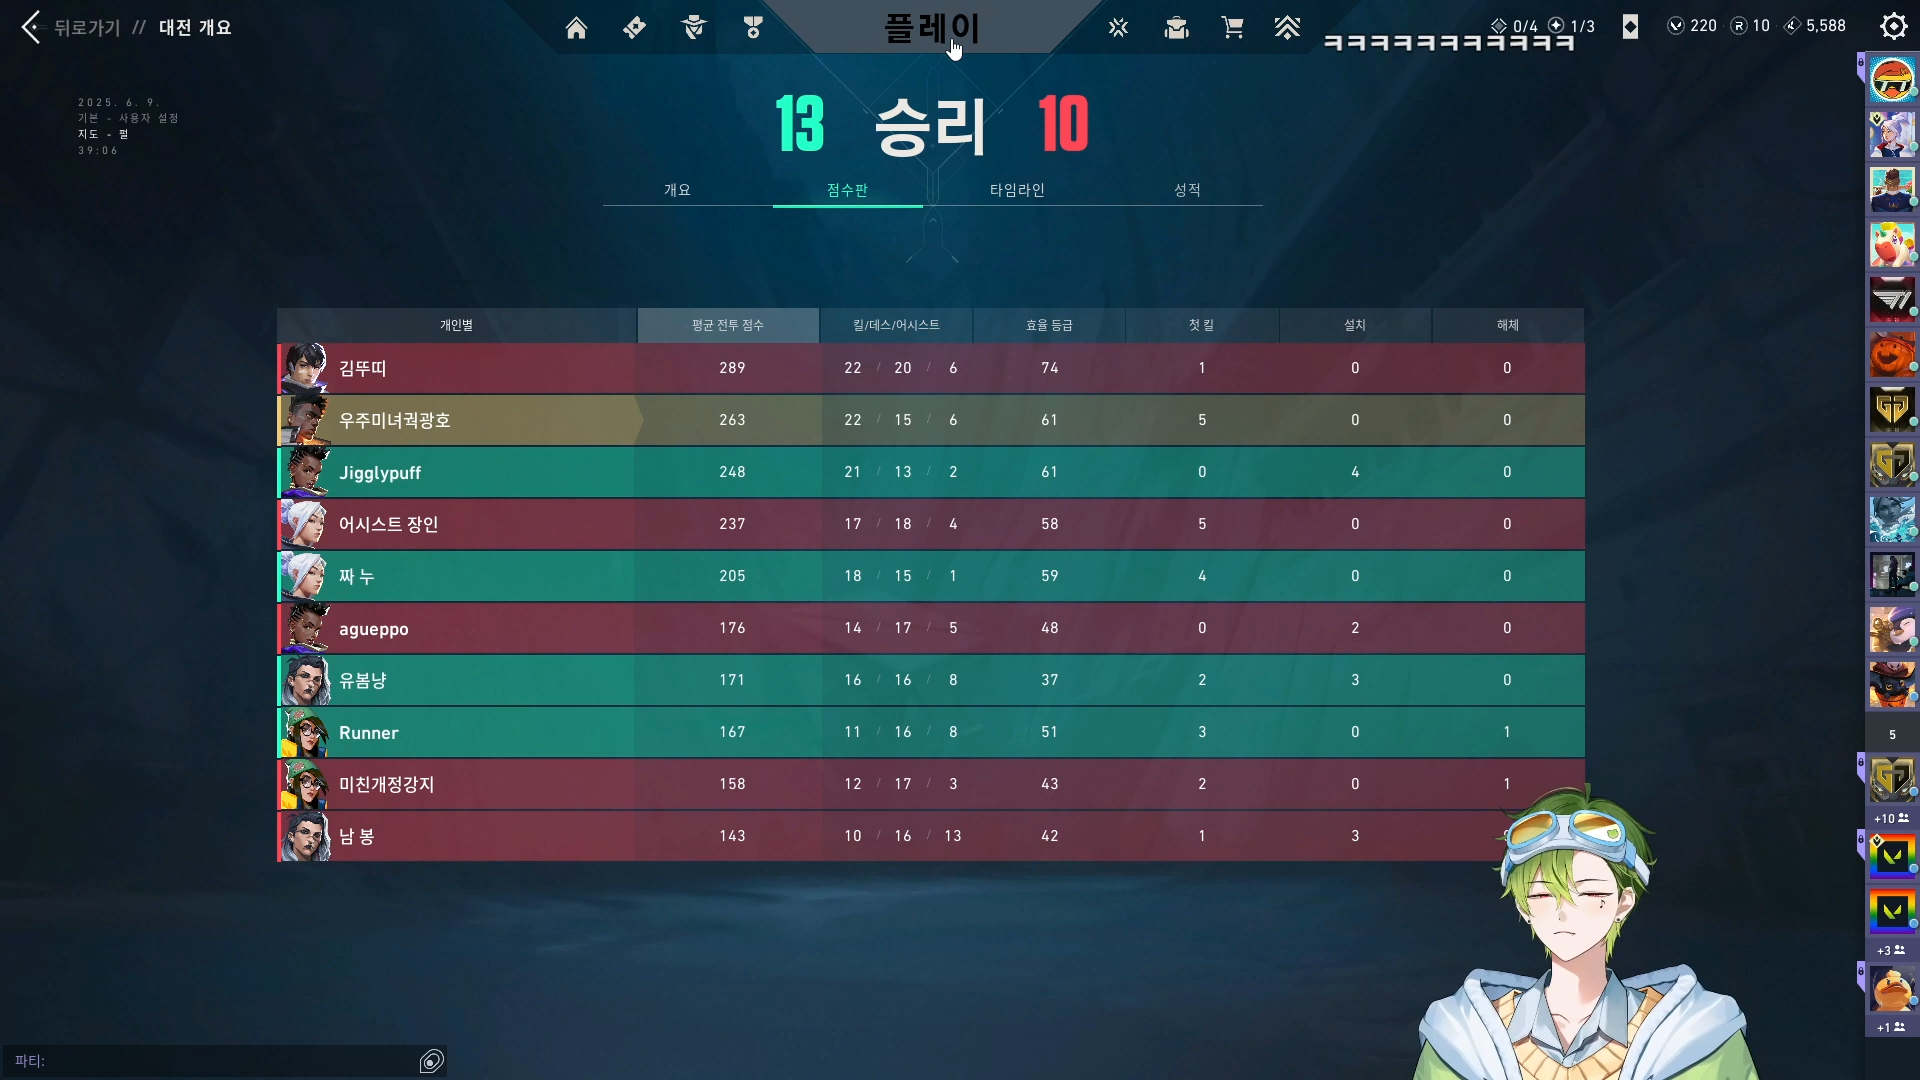 뒤로가기 // 대전 개요
플레이
0/4 1/3
220 10 5,588
ㅋㅋㅋㅋㅋㅋㅋㅋㅋㅋㅋ
2025. 6. 9.
기본 - 사용자 설정
지도 - 펄
39:06
13 승리 10
개요 점수판 타임라인 성적
개인별 평균 전투 점수 킬/데스/어시스트 효율 등급 첫 킬 설치 해체
김뚜띠 289 22 / 20 / 6 74 1 0 0
우주미녀궉광호 263 22 / 15 / 6 61 5 0 0
Jigglypuff 248 21 / 13 / 2 61 0 4 0
어시스트 장인 237 17 / 18 / 4 58 5 0 0
짜 누 205 18 / 15 / 1 59 4 0 0
agueppo 176 14 / 17 / 5 48 0 2 0
유봄냥 171 16 / 16 / 8 37 2 3 0
Runner 167 11 / 16 / 8 51 3 0 1
미친개정강지 158 12 / 17 / 3 43 2 0 1
남 봉 143 10 / 16 / 13 42 1 3
5
+10
+3
+1
파티: